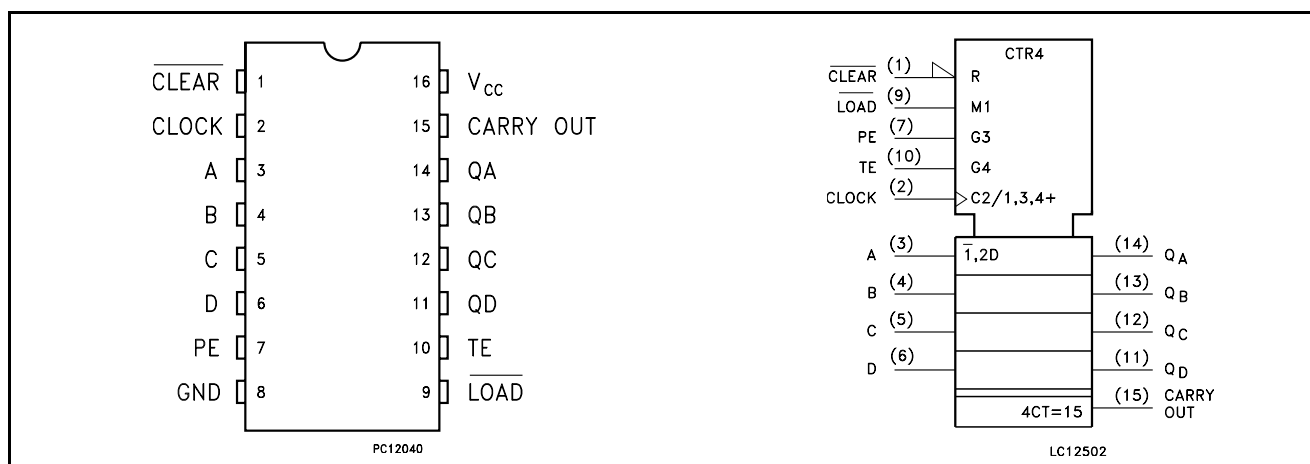 CLEAR 1 16 VCC
CLOCK 2 15 CARRY OUT
A 3 14 QA
B 4 13 QB
C 5 12 QC
D 6 11 QD
PE 7 10 TE
GND 8 9 LOAD
PC12040
CTR4
CLEAR (1) R
LOAD (9) M1
PE (7) G3
TE (10) G4
CLOCK (2) C2/1,3,4+
A (3) 1,2D (14) QA
B (4) (13) QB
C (5) (12) QC
D (6) (11) QD
4CT=15 (15) CARRY
OUT
LC12502